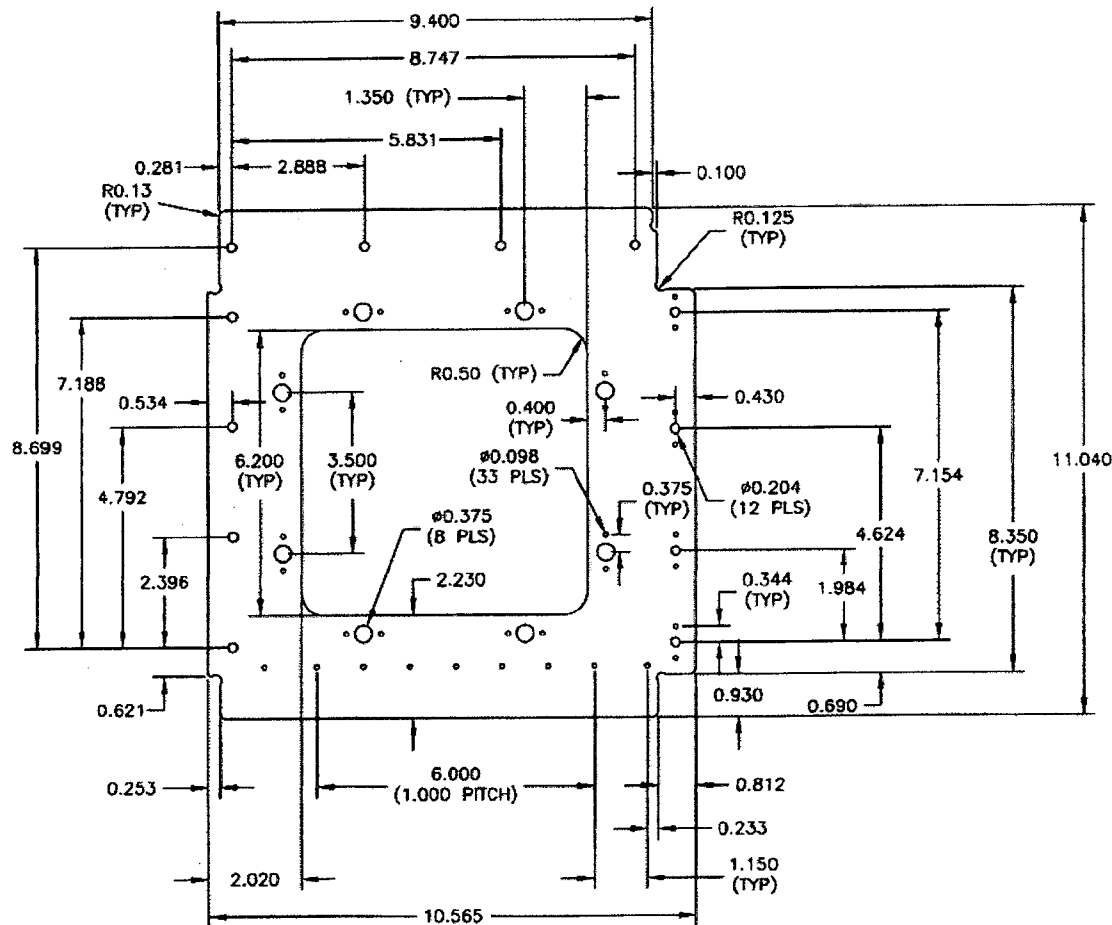 9.400
8.747
1.350 (TYP)
5.831
0.281
2.888
0.100
R0.13
(TYP)
R0.125
(TYP)
R0.50 (TYP)
7.188
0.534
0.400
(TYP)
0.430
8.699
6.200
(TYP)
3.500
(TYP)
ø0.098
(33 PLS)
11.040
4.792
0.375
(TYP)
ø0.204
(12 PLS)
7.154
ø0.375
(8 PLS)
4.624
8.350
(TYP)
2.396
2.230
0.344
(TYP)
1.984
0.621
0.930
0.690
0.253
6.000
(1.000 PITCH)
0.812
0.233
2.020
1.150
(TYP)
10.565